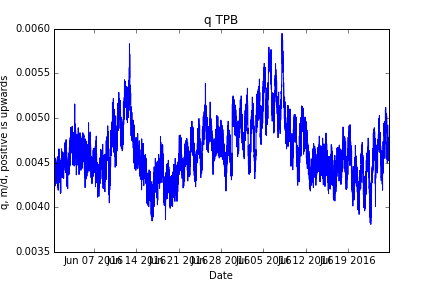 q TPB
0.0060
0.0055
0.0050
0.0045
0.0040
0.0035
q, m/d, positive is upwards
Jun 07 2016 Jun 14 2016 Jun 21 2016 Jun 28 2016 Jul 05 2016 Jul 12 2016 Jul 19 2016
Date